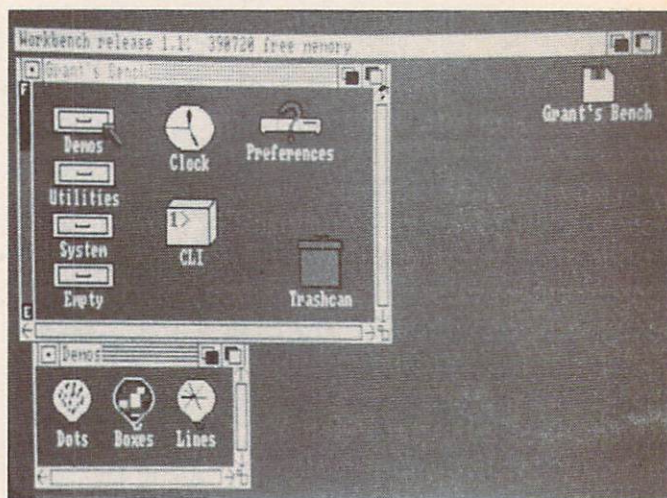 Workbench release 1.1: 390720 free memory
Grant's Bench
F
Demos
Clock
Preferences
Utilities
1>
System
CLI
Empty
Trashcan
E
Grant's Bench
Demos
Dots Boxes Lines